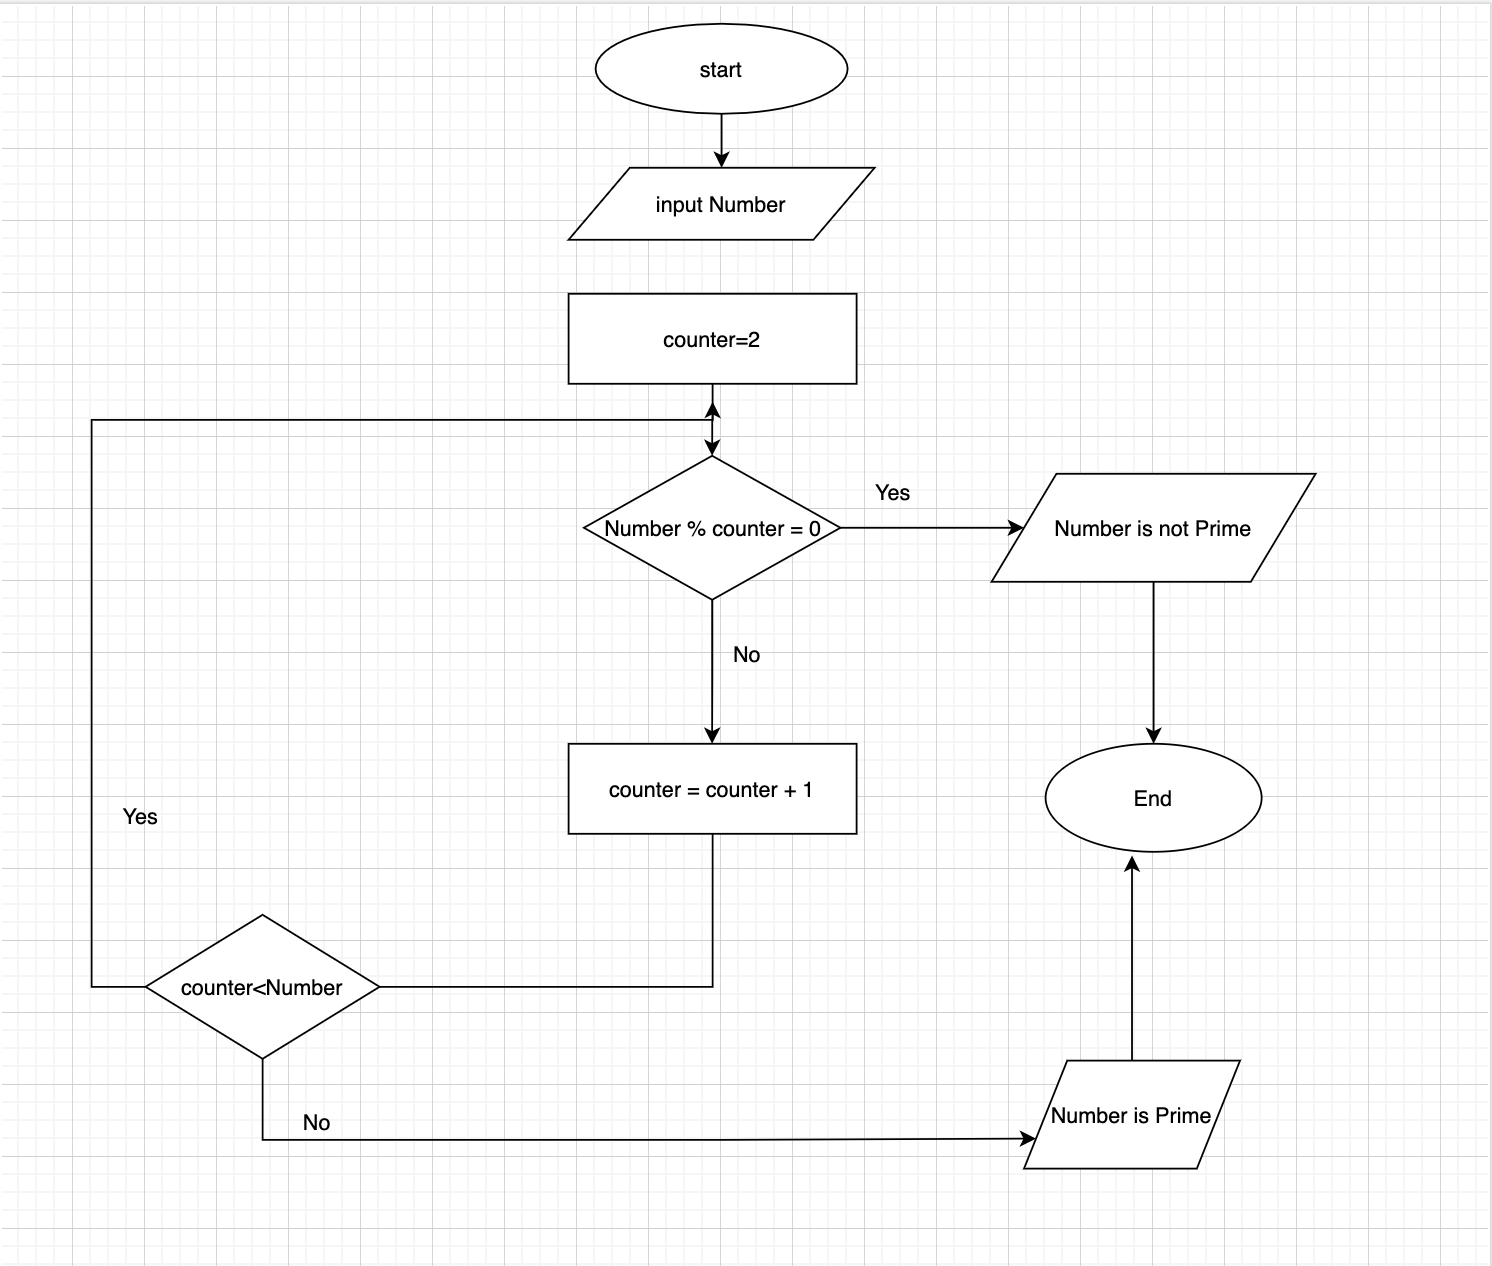 start
input Number
counter=2
Number % counter = 0
Yes
Number is not Prime
No
counter = counter + 1
End
Yes
counter<Number
No
Number is Prime